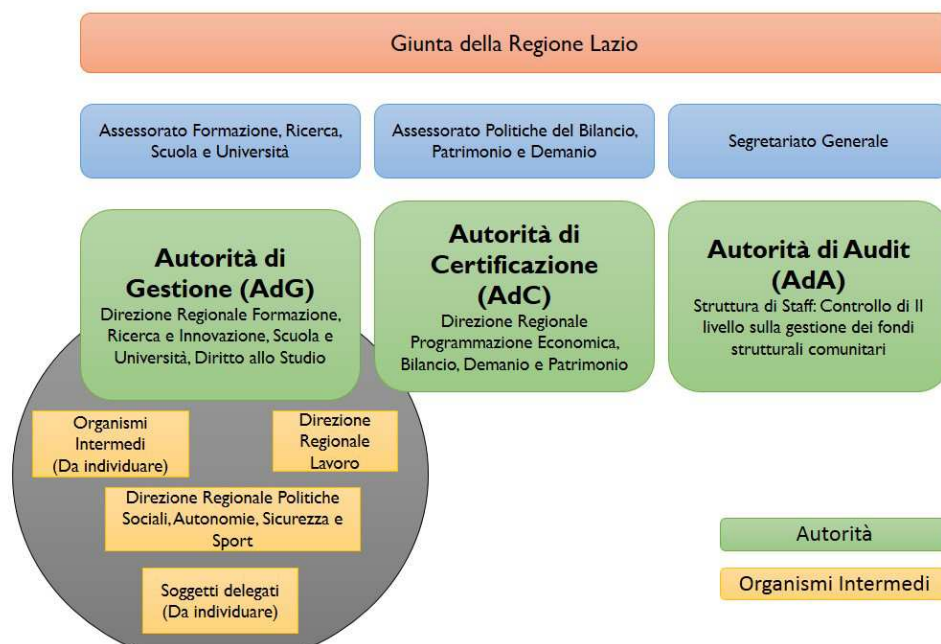 Giunta della Regione Lazio
Assessorato Formazione, Ricerca,
Scuola e Università
Assessorato Politiche del Bilancio,
Patrimonio e Demanio
Segretariato Generale
Autorità di
Gestione (AdG)
Direzione Regionale Formazione,
Ricerca e Innovazione, Scuola e
Università, Diritto allo Studio
Autorità di
Certificazione
(AdC)
Direzione Regionale
Programmazione Economica,
Bilancio, Demanio e Patrimonio
Autorità di Audit
(AdA)
Struttura di Staff: Controllo di II
livello sulla gestione dei fondi
strutturali comunitari
Organismi
Intermedi
(Da individuare)
Direzione
Regionale
Lavoro
Direzione Regionale Politiche
Sociali, Autonomie, Sicurezza e
Sport
Soggetti delegati
(Da individuare)
Autorità
Organismi Intermedi